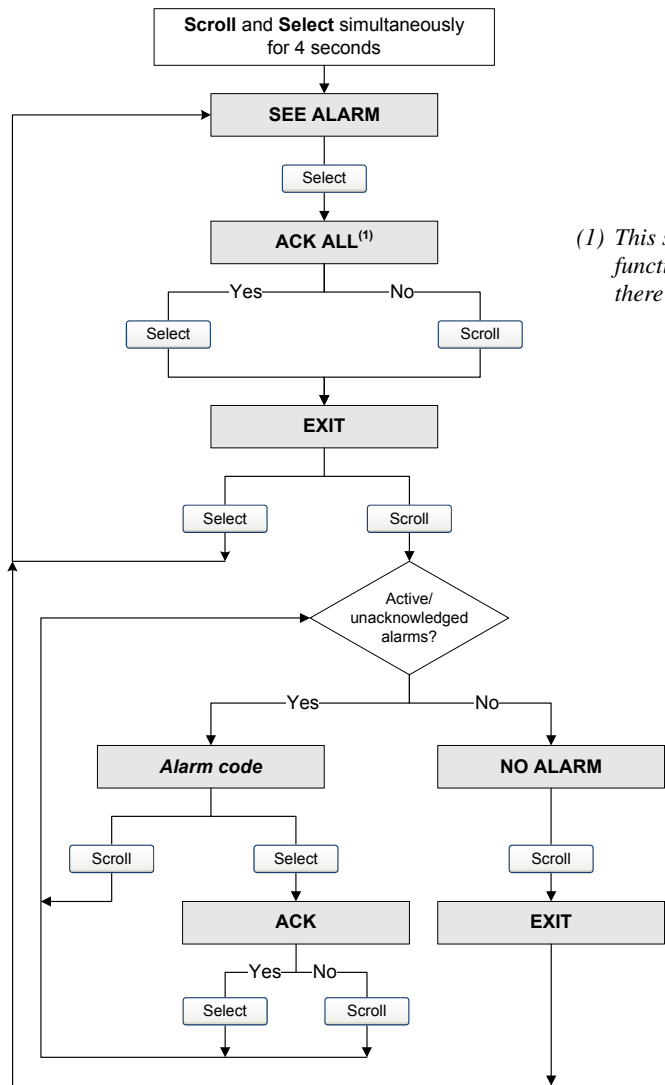 Scroll and Select simultaneously
for 4 seconds
SEE ALARM
Select
ACK ALL(1)
(1) This
functi
there
Yes
No
Select
Scroll
EXIT
Select
Scroll
Active/
unacknowledged
alarms?
Yes
No
Alarm code
NO ALARM
Scroll
Select
Scroll
ACK
EXIT
Yes
No
Select
Scroll